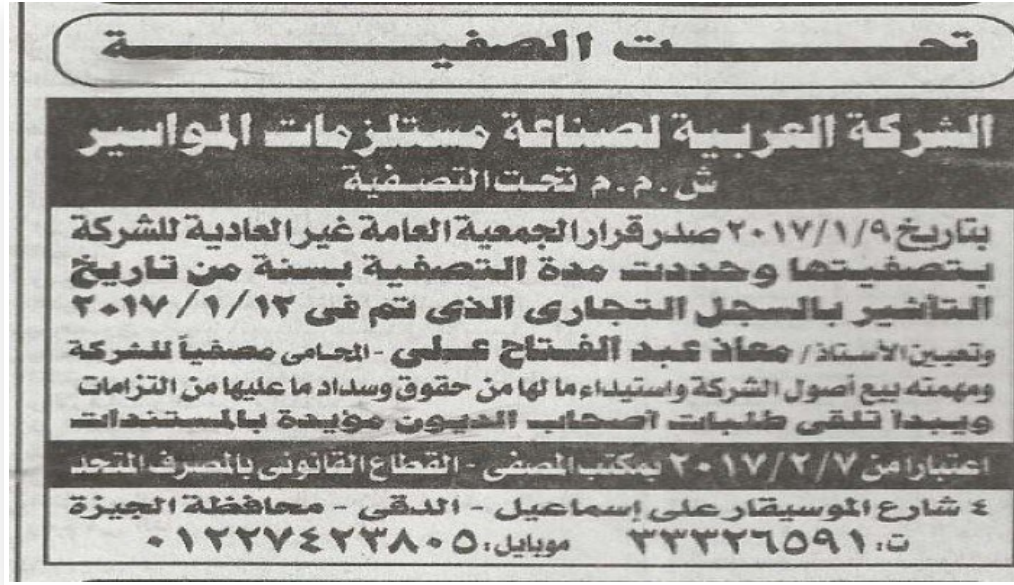 تحت الصفية
الشركة العربية لصناعة مستلزمات المواسير
ش.م.م تحت التصفية
بتاريخ ٢٠١٧/١/٩ صدر قرار الجمعية العامة غير العادية للشركة
بتصفيتها وحددت مدة التصفية بسنة من تاريخ
التأشير بالسجل التجارى الذى تم فى ٢٠١٧/١/١٢
وتعيين الأستاذ/ معاذ عبد الفتاح على - المحامى مصفياً للشركة
ومهمته بيع أصول الشركة واستيداء ما لها من حقوق وسداد ما عليها من التزامات
ويبدأ تلقى طلبات أصحاب الديون مؤيدة بالمستندات
اعتبارا من ٢٠١٧/٢/٧ بمكتب المصفى - القطاع القانونى بالمصرف المتحد
٤ شارع الموسيقار على إسماعيل - الدقى - محافظة الجيزة
ت: ٣٣٣٢٦٥٩١ موبايل: ٠١٢٢٧٤٢٣٨٠٥